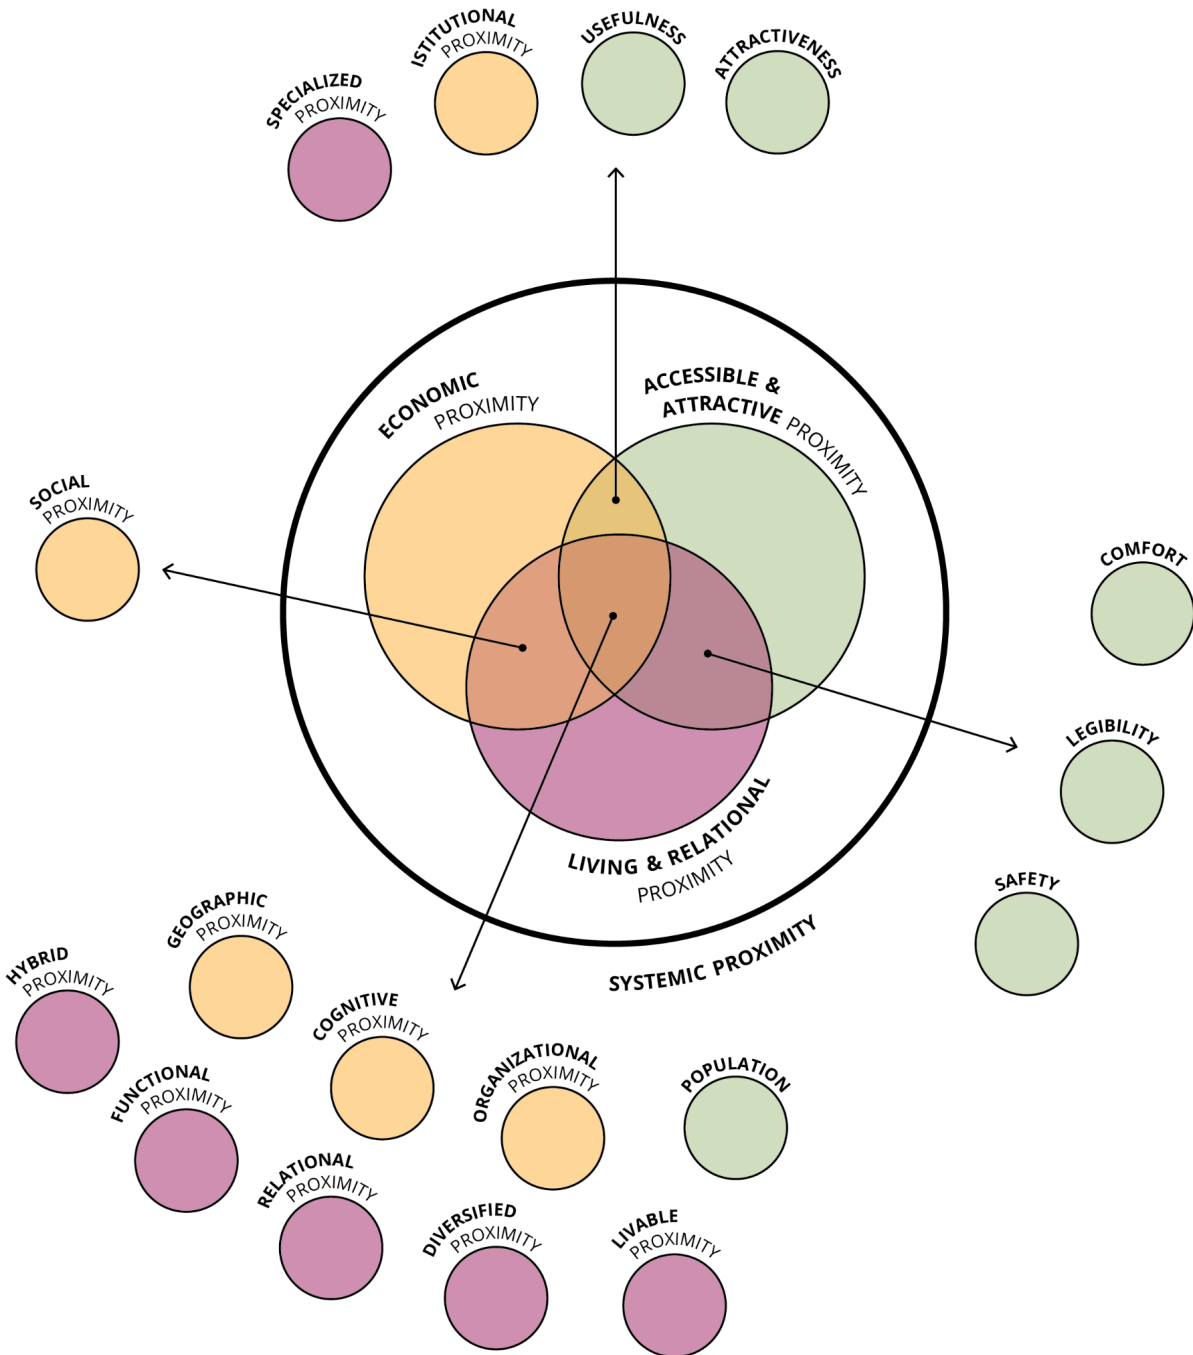 ISTITUTIONAL
PROXIMITY
USEFULNESS
ATTRACTIVENESS
SPECIALIZED
PROXIMITY
ECONOMIC
PROXIMITY
ACCESSIBLE &
ATTRACTIVE PROXIMITY
SOCIAL
PROXIMITY
COMFORT
LEGIBILITY
LIVING & RELATIONAL
PROXIMITY
SAFETY
SYSTEMIC PROXIMITY
GEOGRAPHIC
PROXIMITY
HYBRID
PROXIMITY
COGNITIVE
PROXIMITY
ORGANIZATIONAL
PROXIMITY
POPULATION
FUNCTIONAL
PROXIMITY
RELATIONAL
PROXIMITY
DIVERSIFIED
PROXIMITY
LIVABLE
PROXIMITY